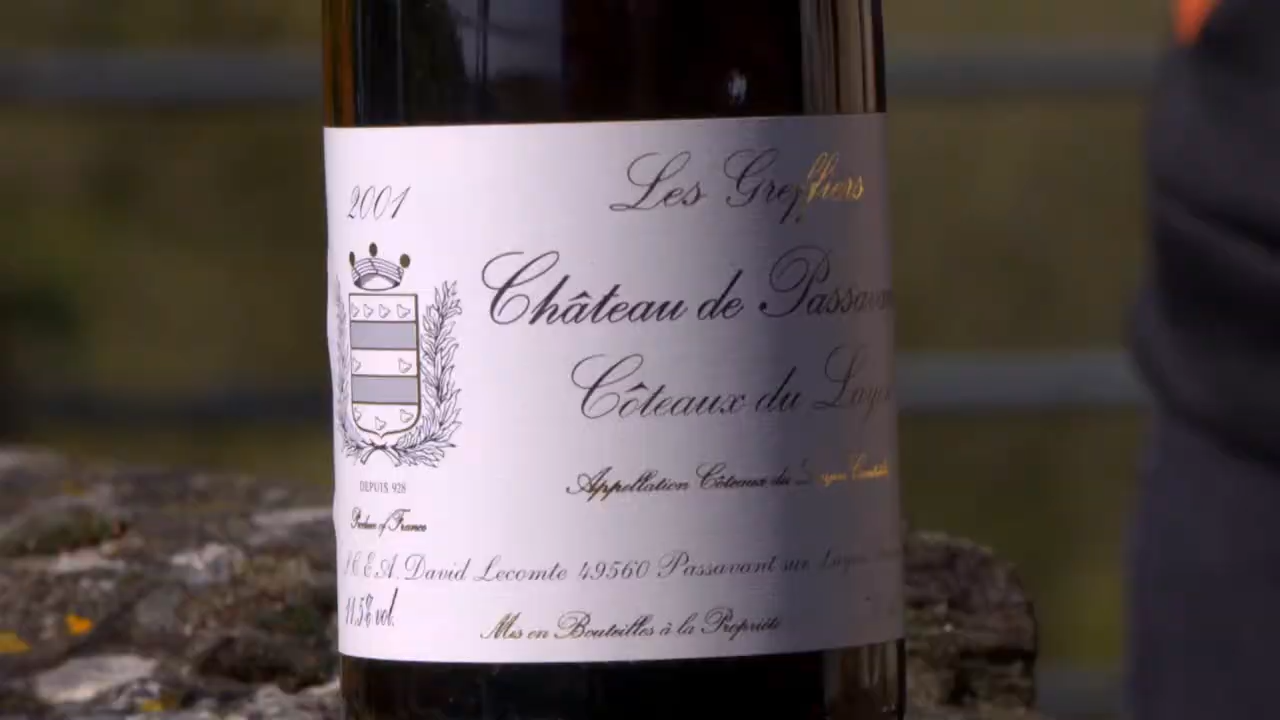 2001
Les Greffiers
Château de Passavan
Côteaux du Layon
Appellation Côteaux du Layon Contrôlée
DEPUIS 928
Product of France
S.C.E.A. David Lecomte 49560 Passavant sur Layon
11.5% vol.
Mis en Bouteilles à la Propriété